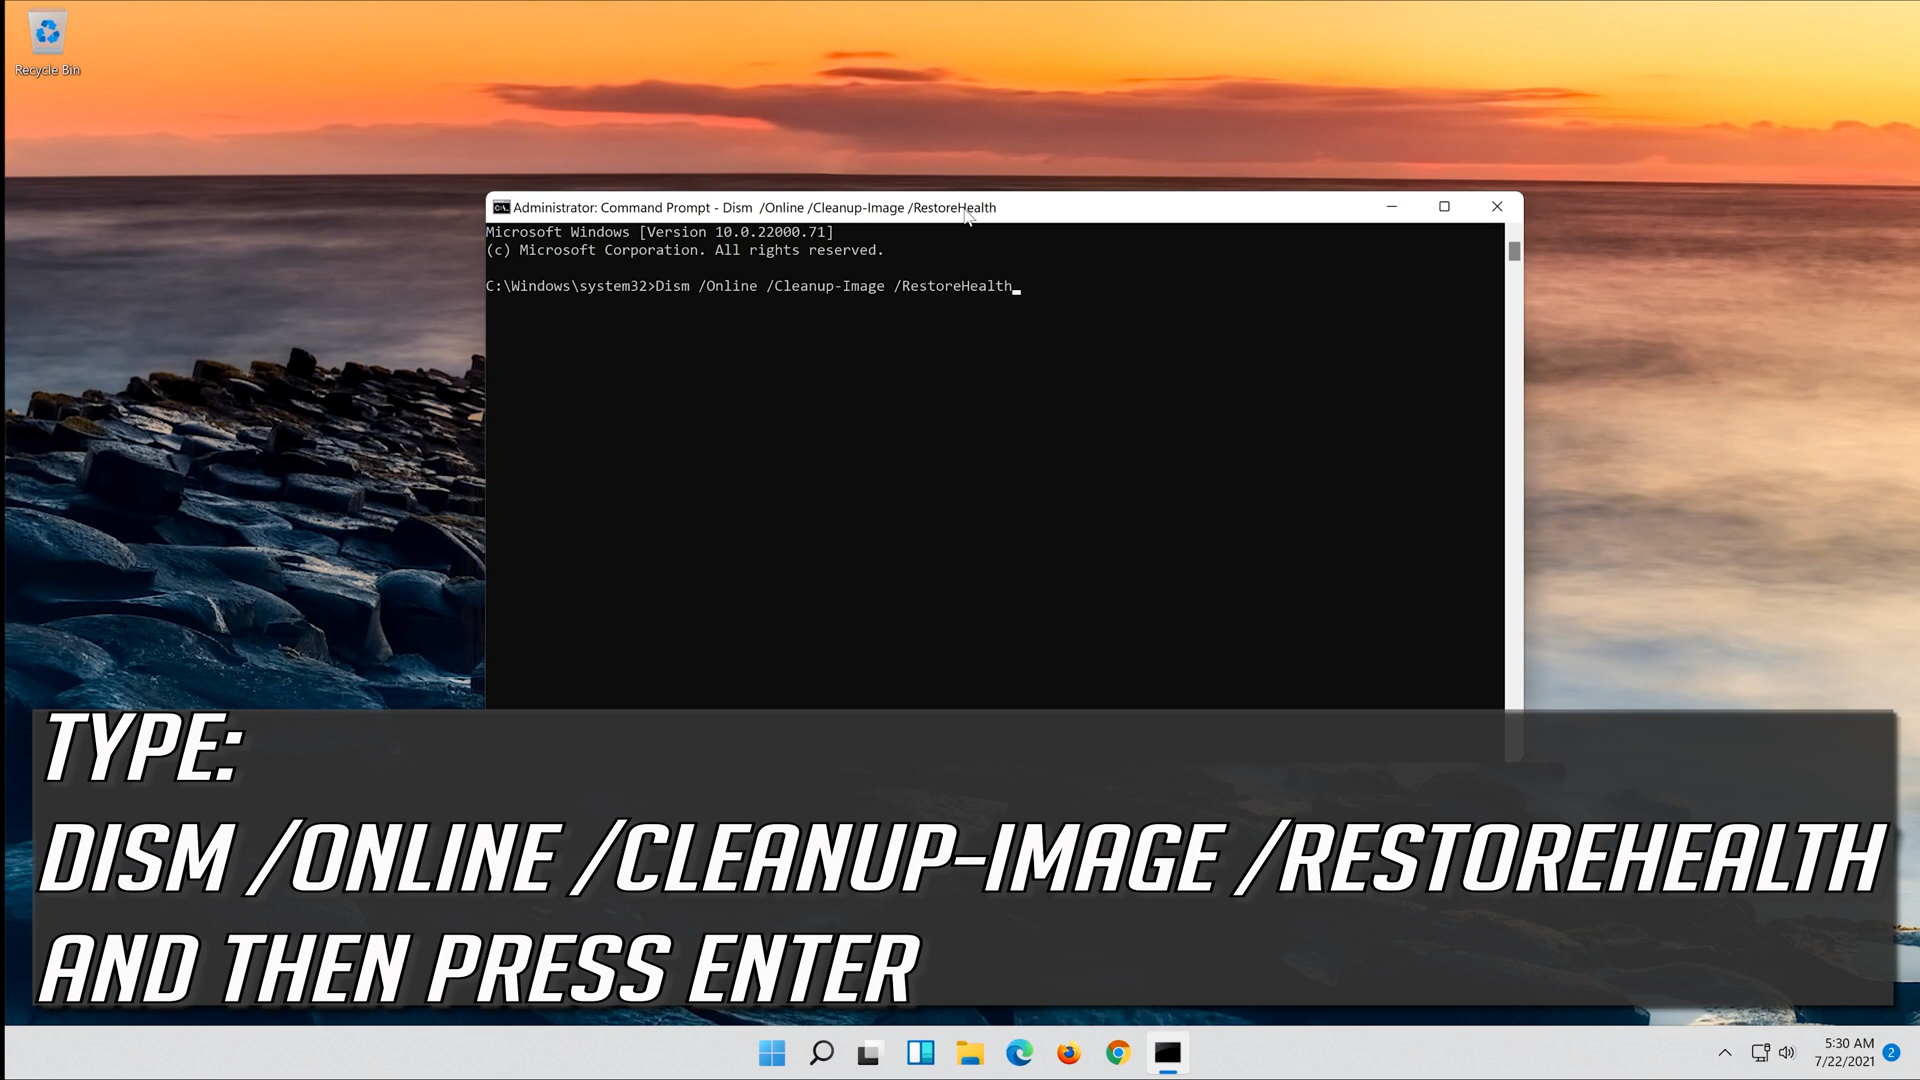 Recycle Bin
Administrator: Command Prompt - Dism  /Online /Cleanup-Image /RestoreHealth
Microsoft Windows [Version 10.0.22000.71]
(c) Microsoft Corporation. All rights reserved.
C:\Windows\system32>Dism /Online /Cleanup-Image /RestoreHealth
TYPE:
DISM /ONLINE /CLEANUP-IMAGE /RESTOREHEALTH
AND THEN PRESS ENTER
5:30 AM
7/22/2021
2